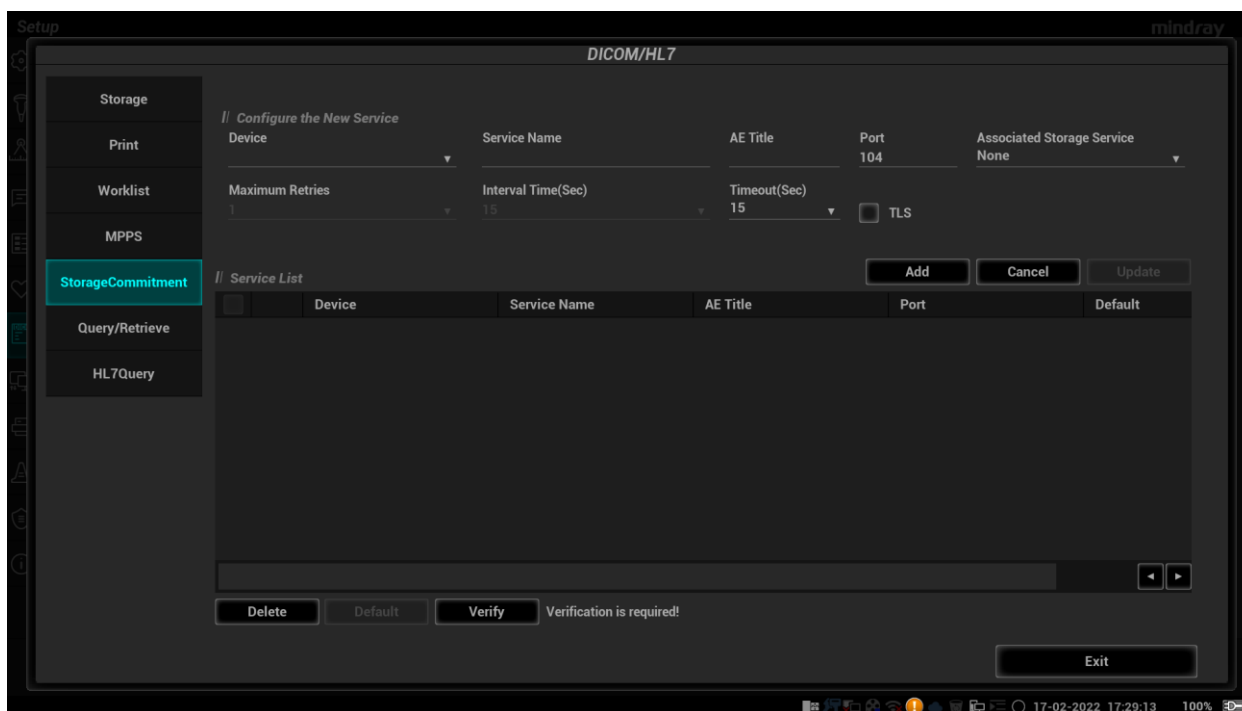 Setup
mindray
DICOM/HL7
Storage
Print
Worklist
MPPS
StorageCommitment
Query/Retrieve
HL7Query
Configure the New Service
Device Service Name AE Title Port Associated Storage Service
104 None
Maximum Retries Interval Time(Sec) Timeout(Sec)
1 15 15 TLS
Service List
Add Cancel Update
Device Service Name AE Title Port Default
Delete Default Verify Verification is required!
Exit
17-02-2022 17:29:13 100%